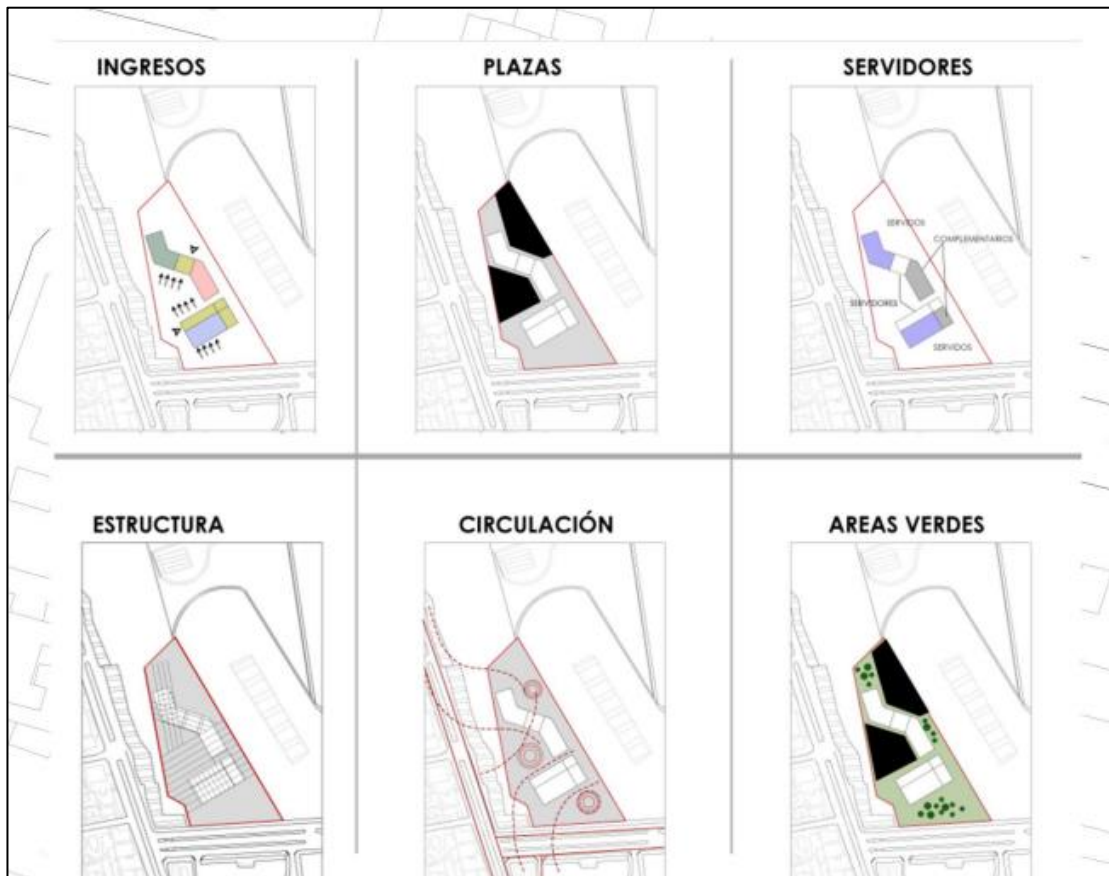 INGRESOS
PLAZAS
SERVIDORES
SERVIDOS
COMPLEMENTARIOS
SERVIDORES
SERVIDOS
ESTRUCTURA
CIRCULACIÓN
AREAS VERDES